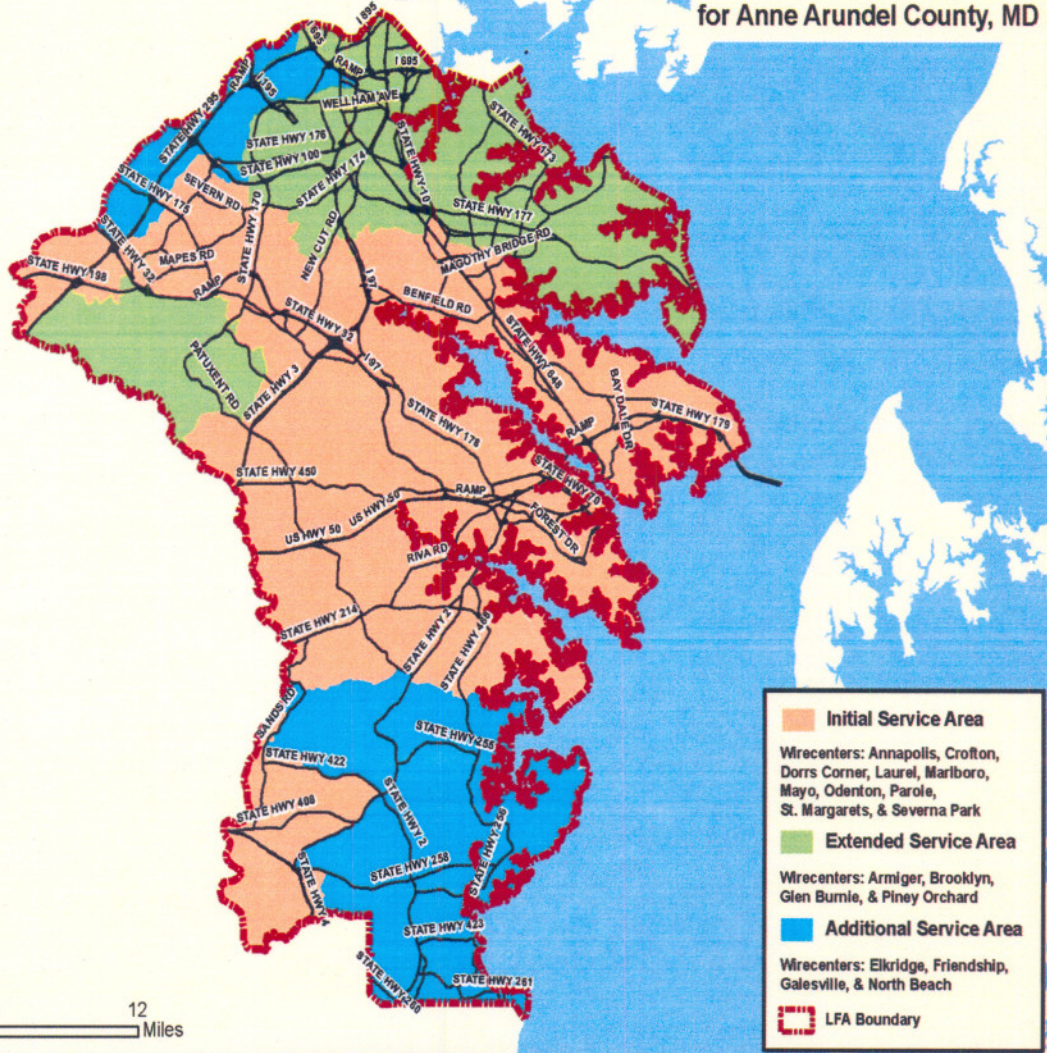 for Anne Arundel County, MD
I 895
I 695
RAMP
I 695
RAMP
I 195
WELLHAM AVE
STATE HWY 295
STATE HWY 176
STATE HWY 100
STATE HWY 174
STATE HWY 10
STATE HWY 173
STATE HWY 175
SEVERN RD
STATE HWY 170
STATE HWY 177
NEW CUT RD
MAGOTHY BRIDGE RD
STATE HWY 32
MAPES RD
STATE HWY 198
RAMP
I 97
BENFIELD RD
STATE HWY 32
I 97
STATE HWY 648
PATUXENT RD
STATE HWY 3
BAY DALE DR
STATE HWY 179
STATE HWY 178
RAMP
STATE HWY 450
RAMP
STATE HWY 70
US HWY 50
US HWY 50
FOREST DR
RIVA RD
STATE HWY 214
STATE HWY 2
STATE HWY 468
SANDS RD
STATE HWY 255
STATE HWY 422
STATE HWY 408
STATE HWY 2
STATE HWY 256
STATE HWY 258
STATE HWY 4
STATE HWY 423
STATE HWY 260
STATE HWY 261
12
Miles
Initial Service Area
Wirecenters: Annapolis, Crofton,
Dorrs Corner, Laurel, Marlboro,
Mayo, Odenton, Parole,
St. Margarets, & Severna Park
Extended Service Area
Wirecenters: Armiger, Brooklyn,
Glen Burnie, & Piney Orchard
Additional Service Area
Wirecenters: Elkridge, Friendship,
Galesville, & North Beach
LFA Boundary